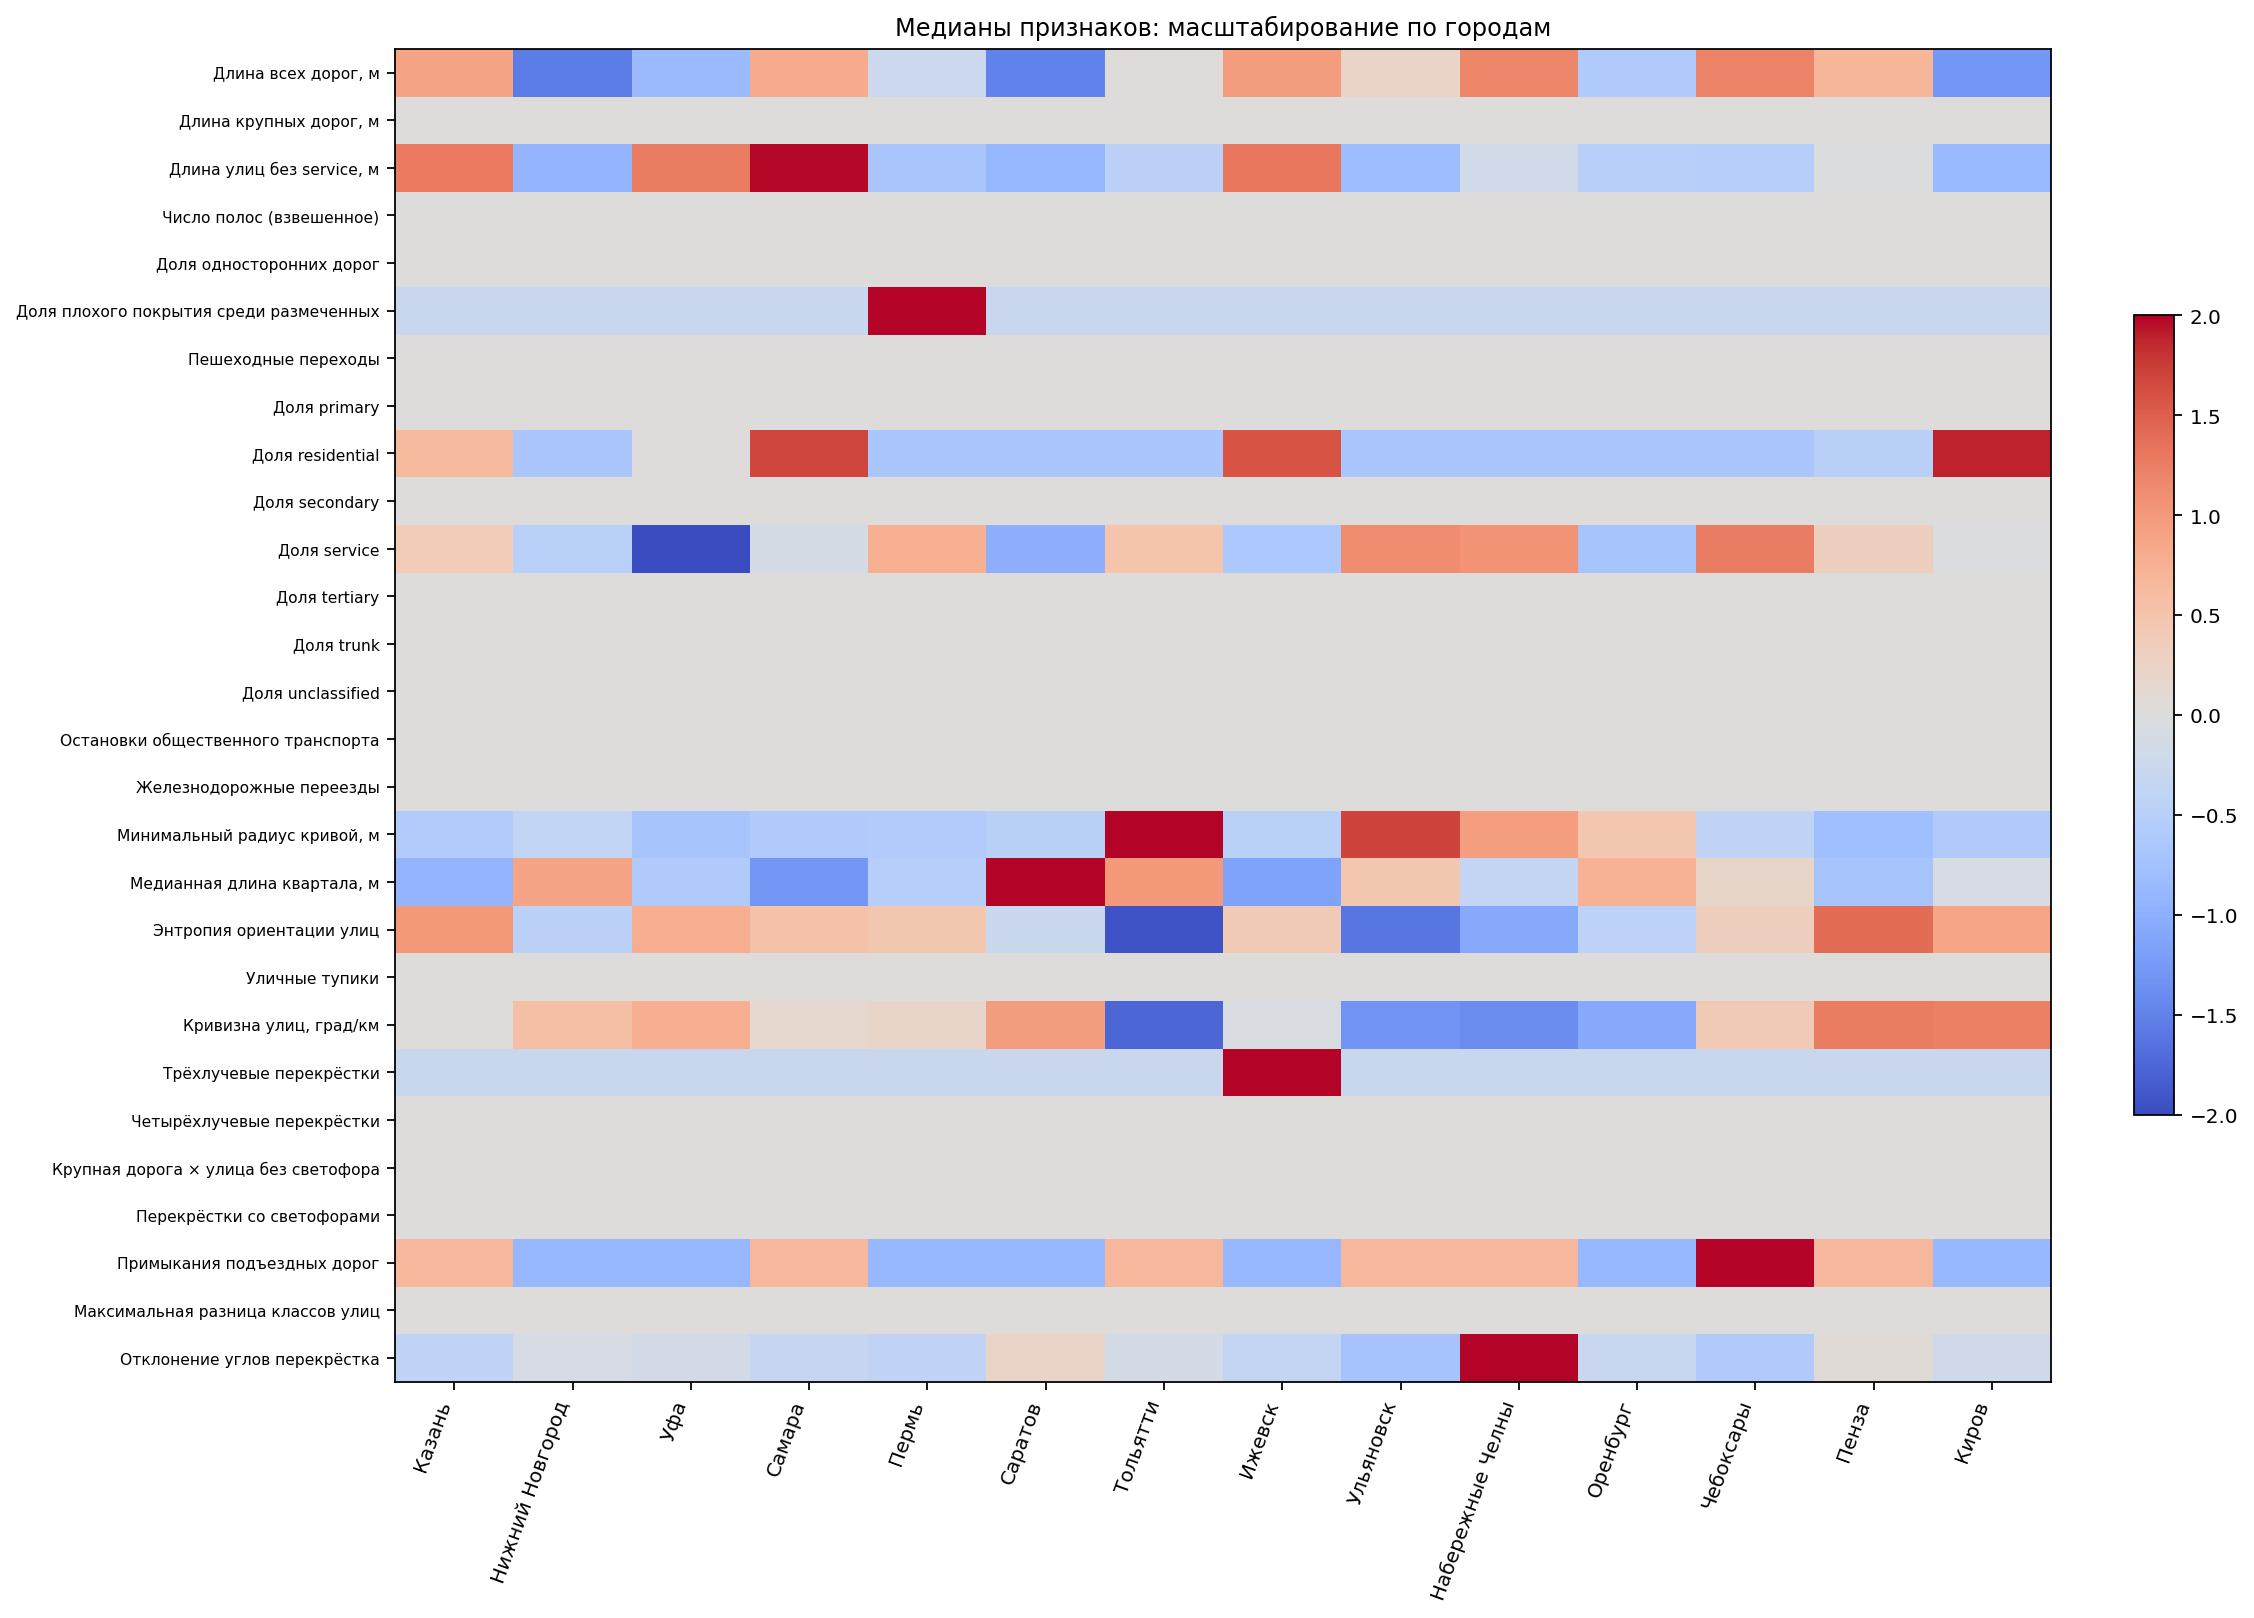 Медианы признаков: масштабирование по городам
Длина всех дорог, м
Длина крупных дорог, м
Длина улиц без service, м
Число полос (взвешенное)
Доля односторонних дорог
Доля плохого покрытия среди размеченных
Пешеходные переходы
Доля primary
Доля residential
Доля secondary
Доля service
Доля tertiary
Доля trunk
Доля unclassified
Остановки общественного транспорта
Железнодорожные переезды
Минимальный радиус кривой, м
Медианная длина квартала, м
Энтропия ориентации улиц
Уличные тупики
Кривизна улиц, град/км
Трёхлучевые перекрёстки
Четырёхлучевые перекрёстки
Крупная дорога × улица без светофора
Перекрёстки со светофорами
Примыкания подъездных дорог
Максимальная разница классов улиц
Отклонение углов перекрёстка
Казань
Нижний Новгород
Уфа
Самара
Пермь
Саратов
Тольятти
Ижевск
Ульяновск
Набережные Челны
Оренбург
Чебоксары
Пенза
Киров
2.0
1.5
1.0
0.5
0.0
−0.5
−1.0
−1.5
−2.0